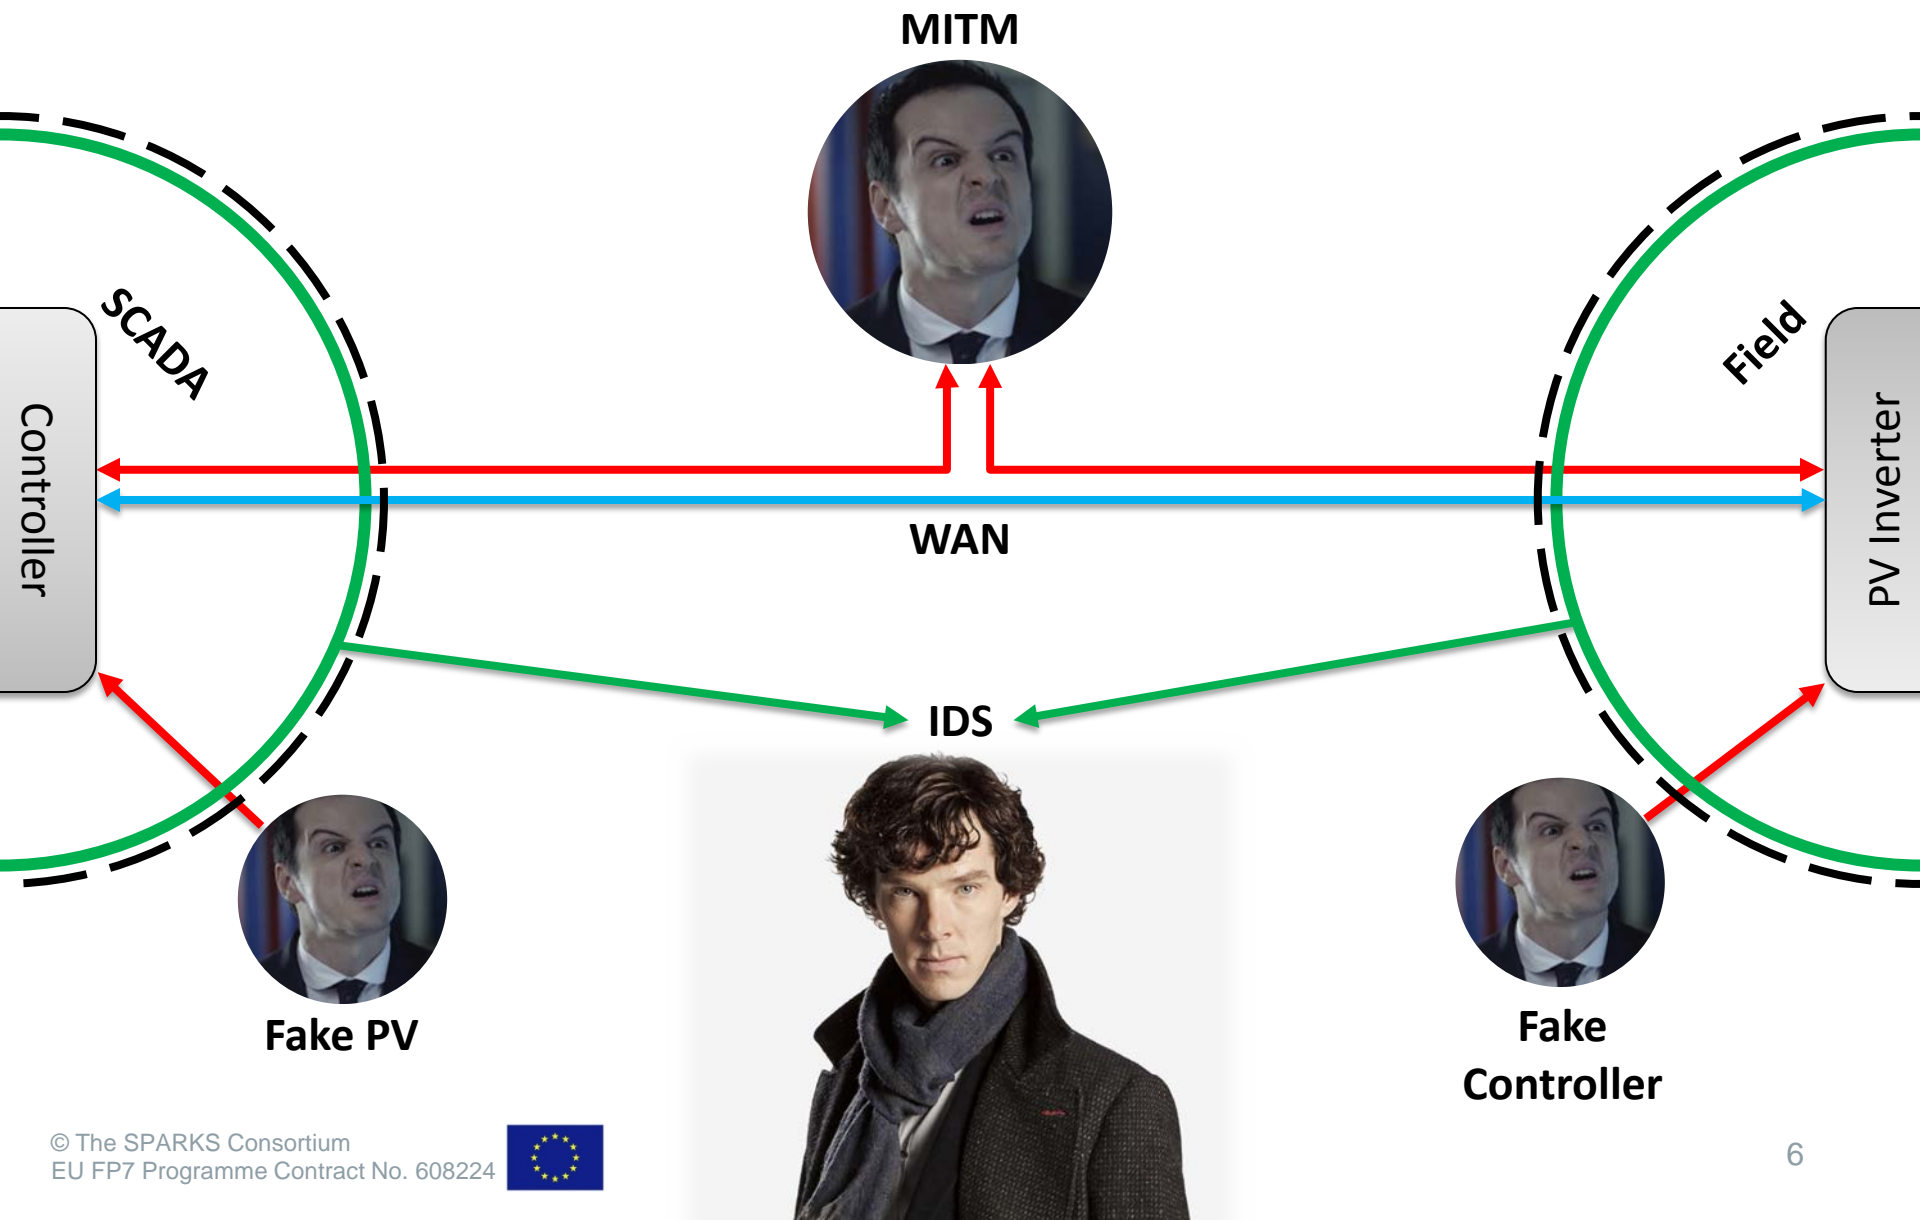 MITM
SCADA
Field
Controller
PV Inverter
WAN
IDS
Fake PV
Fake
Controller
© The SPARKS Consortium
EU FP7 Programme Contract No. 608224
6